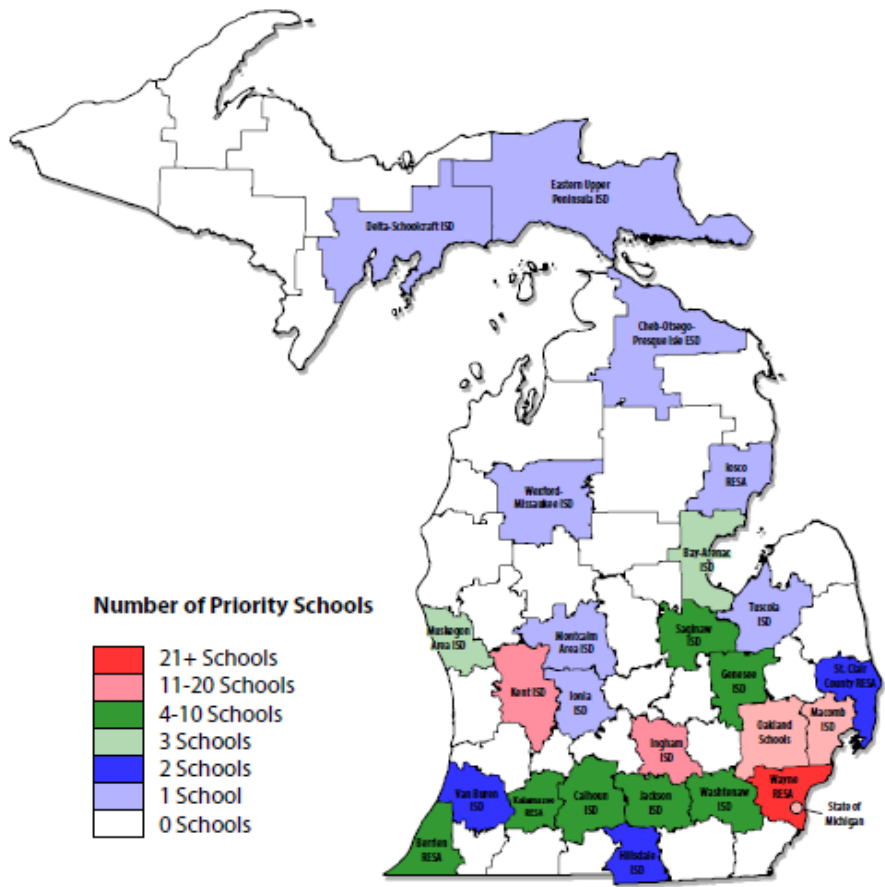 Eastern Upper
Peninsula ISD
Delta-Schoolcraft ISD
Cheb-Otsego-
Presque Isle ESD
Iosco
RESA
Wexford-
Missaukee ISD
Bay-Arenac
ISD
Tuscola
ISD
Number of Priority Schools
21+ Schools
11-20 Schools
4-10 Schools
3 Schools
2 Schools
1 School
0 Schools
Muskegon
Area ISD
Montcalm
Area ISD
Saginaw
ISD
St. Clair
County RESA
Genesee
ISD
Kent ISD
Ionia
ISD
Oakland
Schools
Macomb
ISD
Ingham
ISD
Wayne
RESA
State of
Michigan
Van Buren
ISD
Kalamazoo
RESA
Calhoun
ISD
Jackson
ISD
Washtenaw
ISD
Berrien
RESA
Hillsdale
ISD